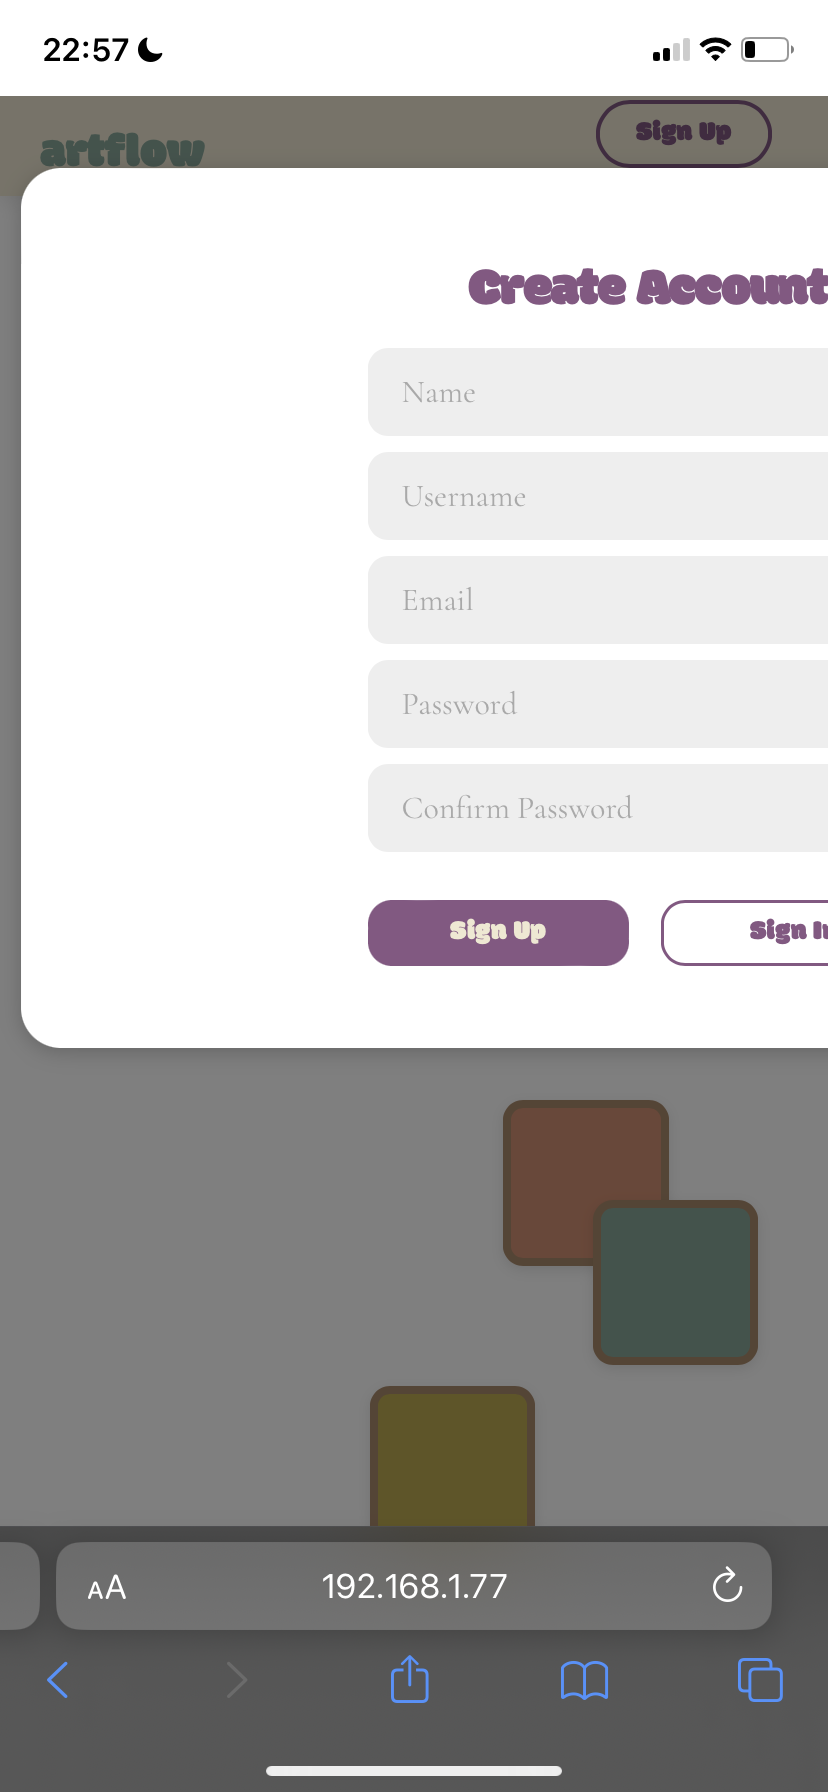 22:57
artflow
Sign Up
Create Account
Name
Username
Email
Password
Confirm Password
Sign Up
Sign In
AA
192.168.1.77